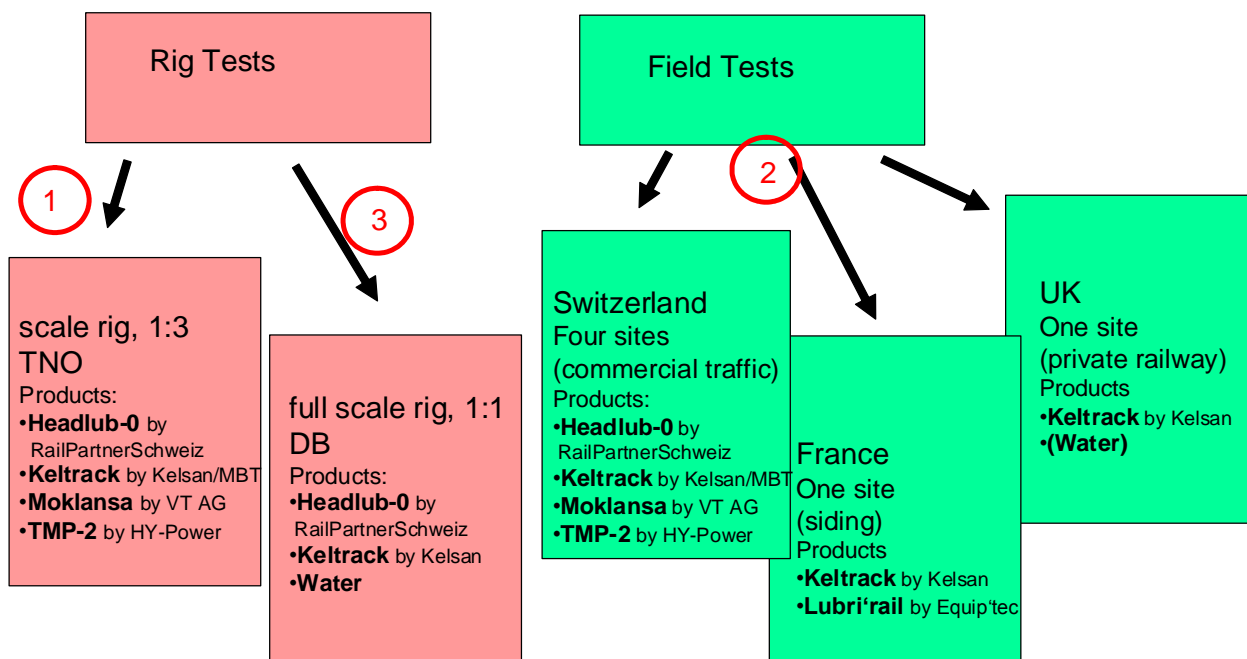 Rig Tests
Field Tests
1
3
2
scale rig, 1:3
TNO
Products:
•Headlub-0 by
RailPartnerSchweiz
•Keltrack by Kelsan/MBT
•Moklansa by VT AG
•TMP-2 by HY-Power
full scale rig, 1:1
DB
Products:
•Headlub-0 by
RailPartnerSchweiz
•Keltrack by Kelsan
•Water
Switzerland
Four sites
(commercial traffic)
Products:
•Headlub-0 by
RailPartnerSchweiz
•Keltrack by Kelsan/MBT
•Moklansa by VT AG
•TMP-2 by HY-Power
France
One site
(siding)
Products
•Keltrack by Kelsan
•Lubri‘rail by Equip‘tec
UK
One site
(private railway)
Products
•Keltrack by Kelsan
•(Water)